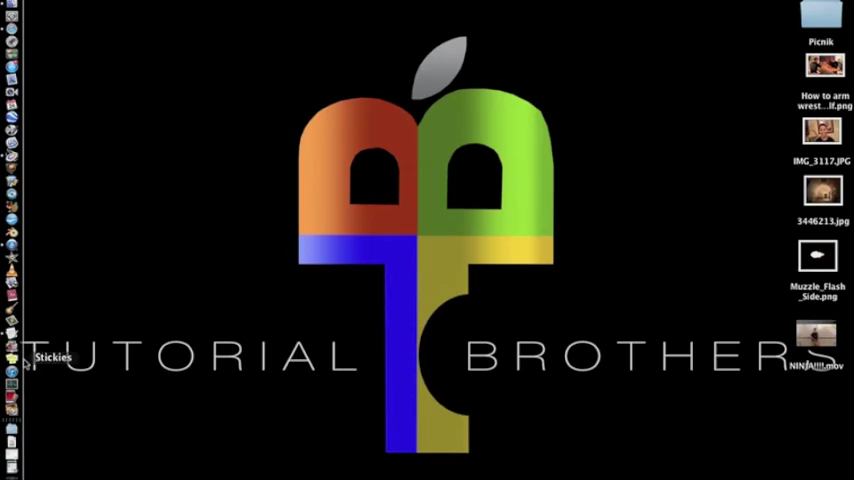 Picnik
How to arm
wrest...lf.png
IMG_3117.JPG
3446213.jpg
Muzzle_Flash
_Side.png
NINJA!!!!.mov
Stickies
TUTORIAL BROTHERS